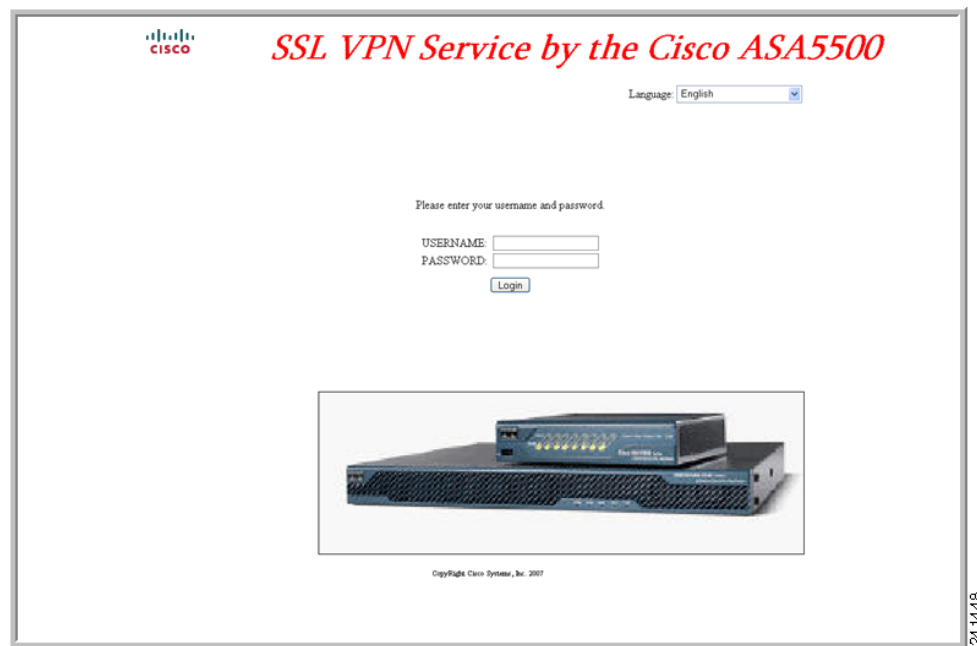 CISCO
SSL VPN Service by the Cisco ASA5500
Language: English
Please enter your username and password.
USERNAME:
PASSWORD:
Login
CopyRight Cisco Systems, Inc. 2007
211448